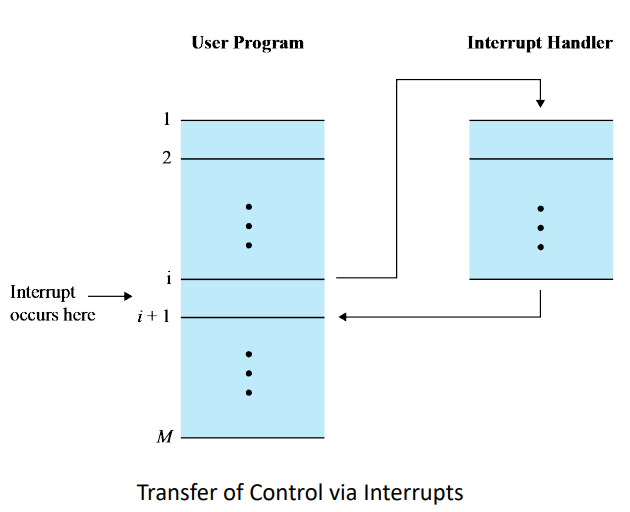 User Program
Interrupt Handler
1
2
i
Interrupt
occurs here
i + 1
M
Transfer of Control via Interrupts